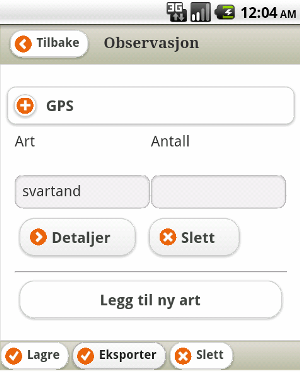 3G 12:04 AM
Tilbake Observasjon
GPS
Art Antall
svartand
Detaljer Slett
Legg til ny art
Lagre Eksporter Slett